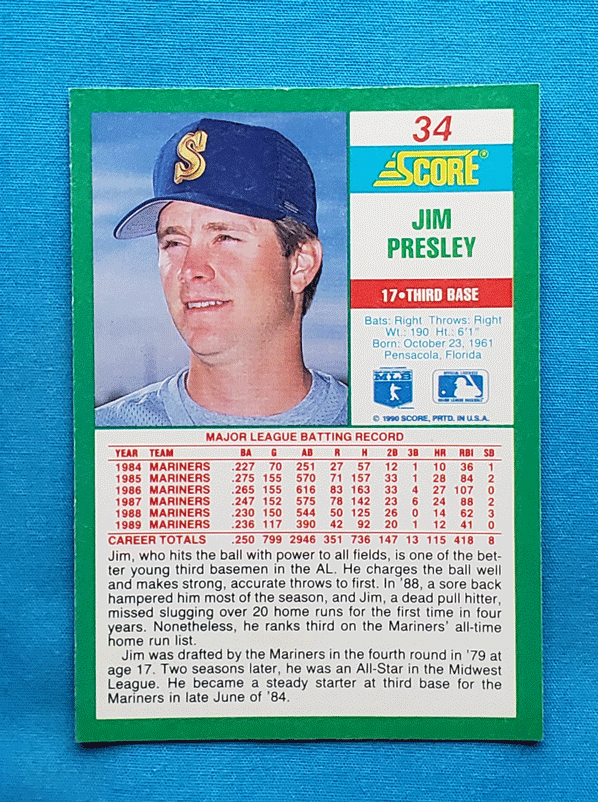 S
34
SCORE®
JIM
PRESLEY
17•THIRD BASE
Bats: Right Throws: Right
Wt.: 190 Ht.: 6'1"
Born: October 23, 1961
Pensacola, Florida
© 1990 SCORE, PRTD. IN U.S.A.
MAJOR LEAGUE BATTING RECORD
YEAR TEAM BA G AB R H 2B 3B HR RBI SB
1984 MARINERS .227 70 251 27 57 12 1 10 36 1
1985 MARINERS .275 155 570 71 157 33 1 28 84 2
1986 MARINERS .265 155 616 83 163 33 4 27 107 0
1987 MARINERS .247 152 575 78 142 23 6 24 88 2
1988 MARINERS .230 150 544 50 125 26 0 14 62 3
1989 MARINERS .236 117 390 42 92 20 1 12 41 0
CAREER TOTALS .250 799 2946 351 736 147 13 115 418 8
Jim, who hits the ball with power to all fields, is one of the bet-
ter young third basemen in the AL. He charges the ball well
and makes strong, accurate throws to first. In '88, a sore back
hampered him most of the season, and Jim, a dead pull hitter,
missed slugging over 20 home runs for the first time in four
years. Nonetheless, he ranks third on the Mariners' all-time
home run list.
Jim was drafted by the Mariners in the fourth round in '79 at
age 17. Two seasons later, he was an All-Star in the Midwest
League. He became a steady starter at third base for the
Mariners in late June of '84.